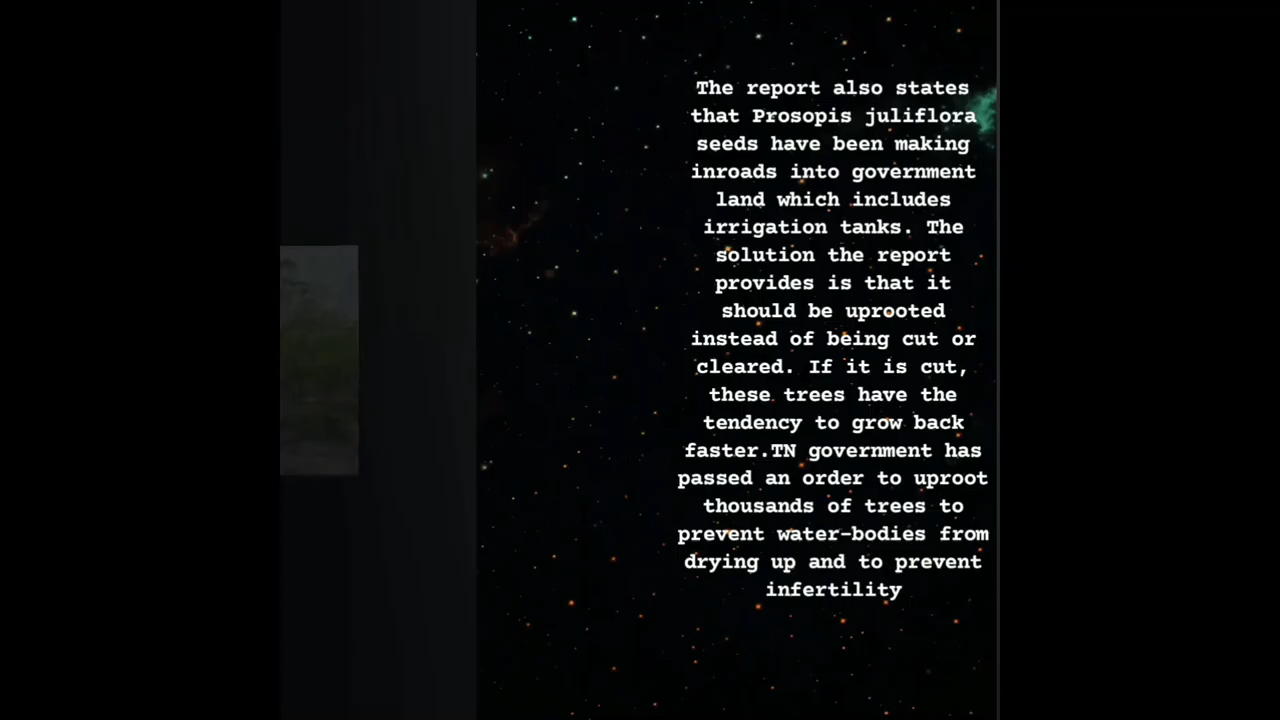 The report also states
that Prosopis juliflora
seeds have been making
inroads into government
land which includes
irrigation tanks. The
solution the report
provides is that it
should be uprooted
instead of being cut or
cleared. If it is cut,
these trees have the
tendency to grow back
faster.TN government has
passed an order to uproot
thousands of trees to
prevent water-bodies from
drying up and to prevent
infertility